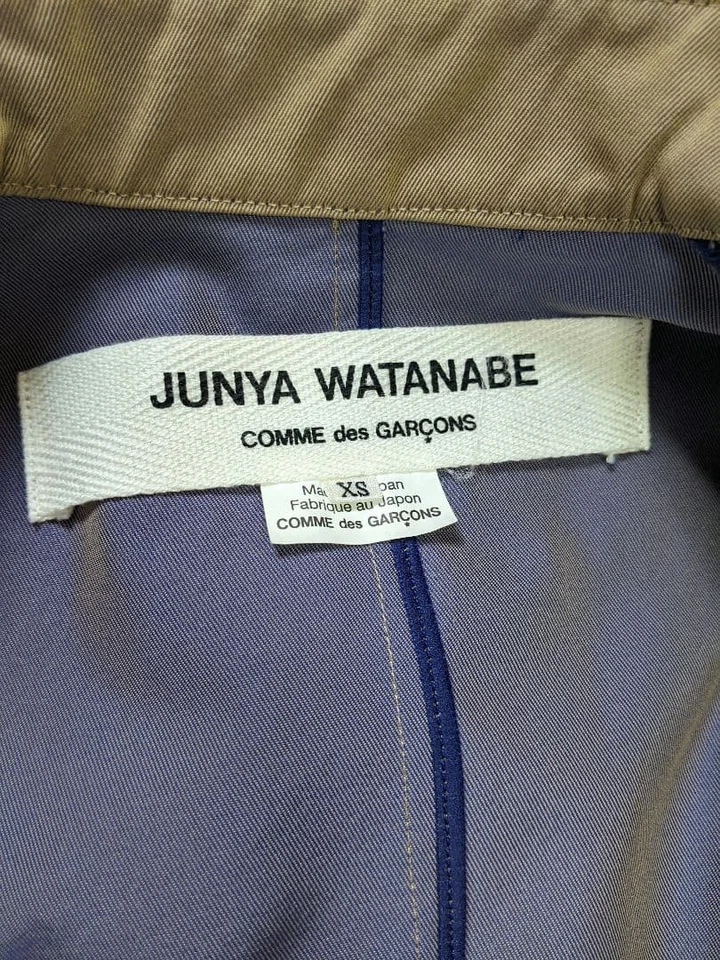 JUNYA WATANABE
COMME des GARÇONS
XS
Fabrique au Japon
COMME des GARÇONS